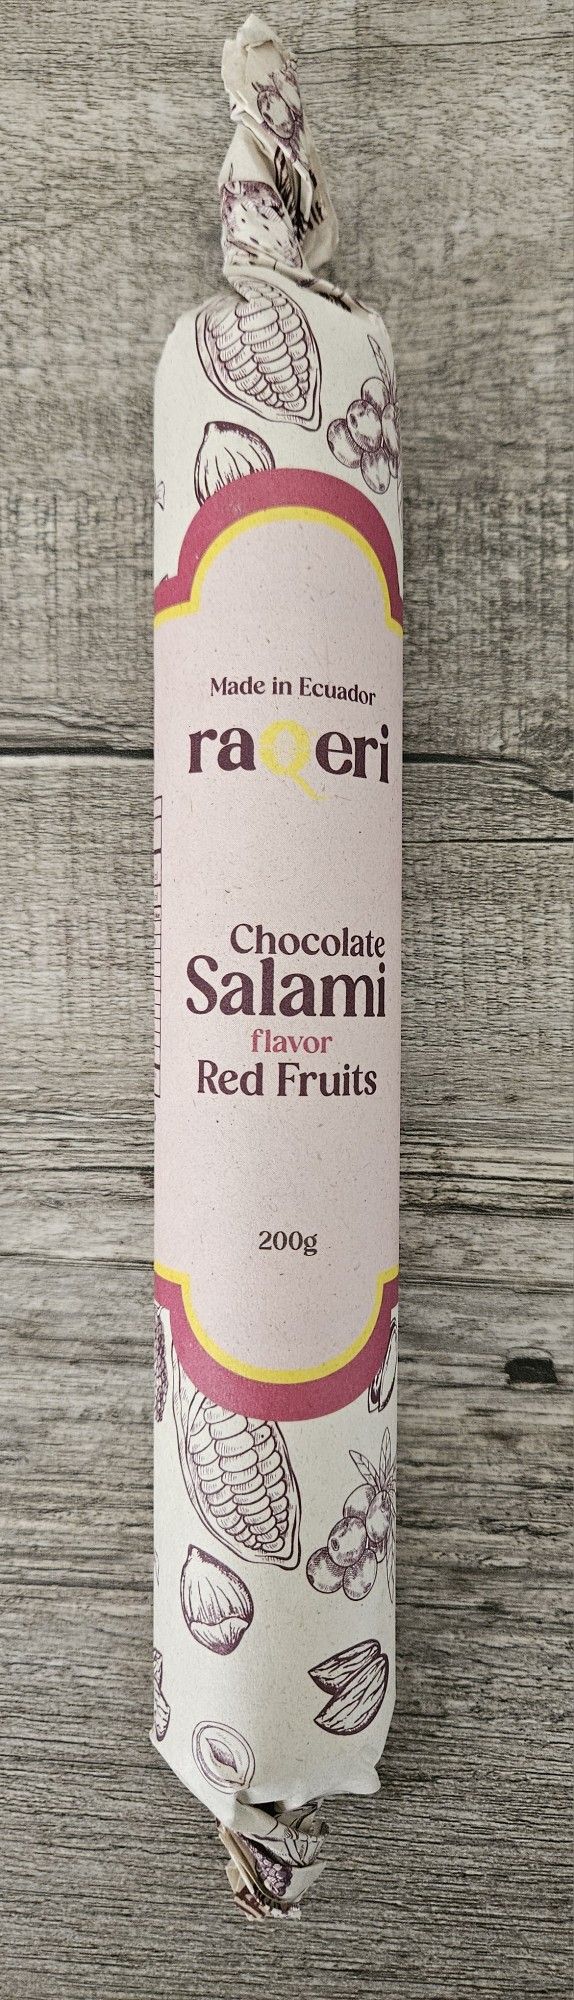 Made in Ecuador
raQeri
Chocolate
Salami
flavor
Red Fruits
200g